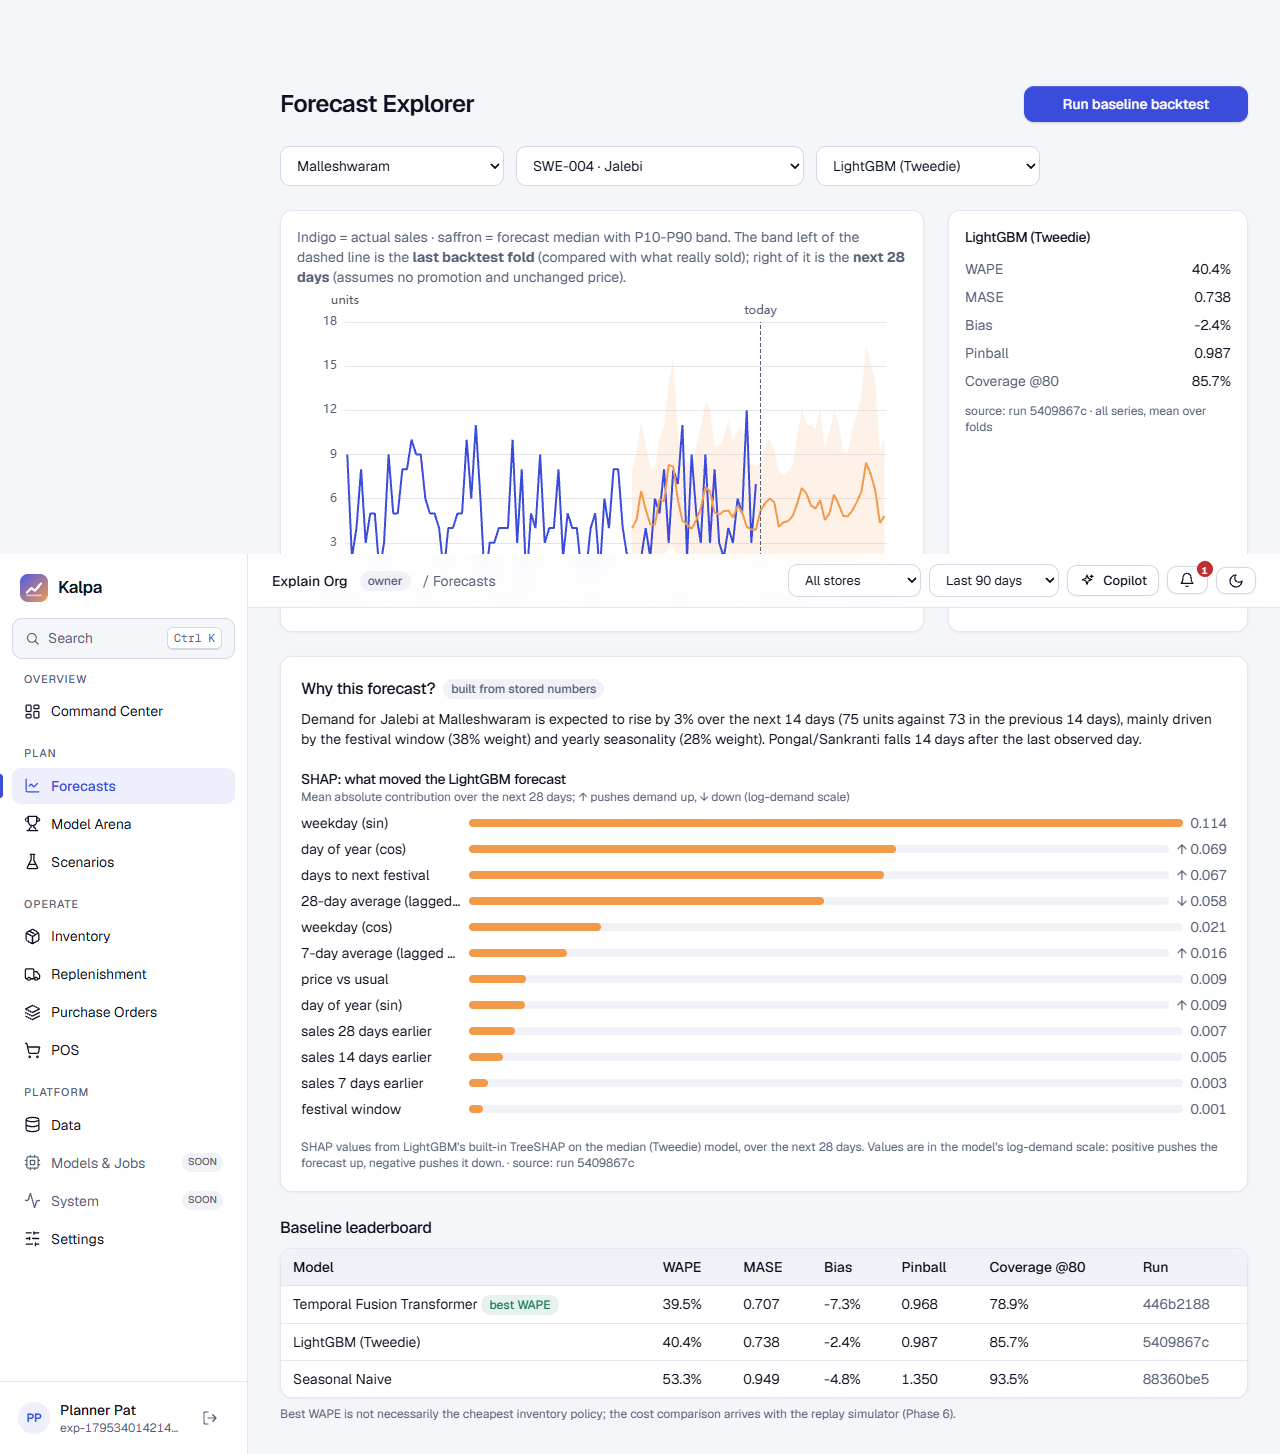 Forecast Explorer
Run baseline backtest
Malleshwaram
SWE-004 · Jalebi
LightGBM (Tweedie)
Indigo = actual sales · saffron = forecast median with P10-P90 band. The band left of the
dashed line is the last backtest fold (compared with what really sold); right of it is the next 28
days (assumes no promotion and unchanged price).
units
today
18
15
12
9
6
3
LightGBM (Tweedie)
WAPE 40.4%
MASE 0.738
Bias -2.4%
Pinball 0.987
Coverage @80 85.7%
source: run 5409867c · all series, mean over
folds
Kalpa
Search Ctrl K
OVERVIEW
Command Center
PLAN
Forecasts
Model Arena
Scenarios
OPERATE
Inventory
Replenishment
Purchase Orders
POS
PLATFORM
Data
Models & Jobs SOON
System SOON
Settings
PP
Planner Pat
exp-179534014214...
Explain Org owner / Forecasts
All stores
Last 90 days
Copilot
1
Why this forecast? built from stored numbers
Demand for Jalebi at Malleshwaram is expected to rise by 3% over the next 14 days (75 units against 73 in the previous 14 days), mainly driven
by the festival window (38% weight) and yearly seasonality (28% weight). Pongal/Sankranti falls 14 days after the last observed day.
SHAP: what moved the LightGBM forecast
Mean absolute contribution over the next 28 days; ↑ pushes demand up, ↓ down (log-demand scale)
weekday (sin) 0.114
day of year (cos) ↑ 0.069
days to next festival ↑ 0.067
28-day average (lagged... ↓ 0.058
weekday (cos) 0.021
7-day average (lagged ... ↑ 0.016
price vs usual 0.009
day of year (sin) ↑ 0.009
sales 28 days earlier 0.007
sales 14 days earlier 0.005
sales 7 days earlier 0.003
festival window 0.001
SHAP values from LightGBM's built-in TreeSHAP on the median (Tweedie) model, over the next 28 days. Values are in the model's log-demand scale: positive pushes the
forecast up, negative pushes it down. · source: run 5409867c
Baseline leaderboard
Model WAPE MASE Bias Pinball Coverage @80 Run
Temporal Fusion Transformer best WAPE 39.5% 0.707 -7.3% 0.968 78.9% 446b2188
LightGBM (Tweedie) 40.4% 0.738 -2.4% 0.987 85.7% 5409867c
Seasonal Naive 53.3% 0.949 -4.8% 1.350 93.5% 88360be5
Best WAPE is not necessarily the cheapest inventory policy; the cost comparison arrives with the replay simulator (Phase 6).